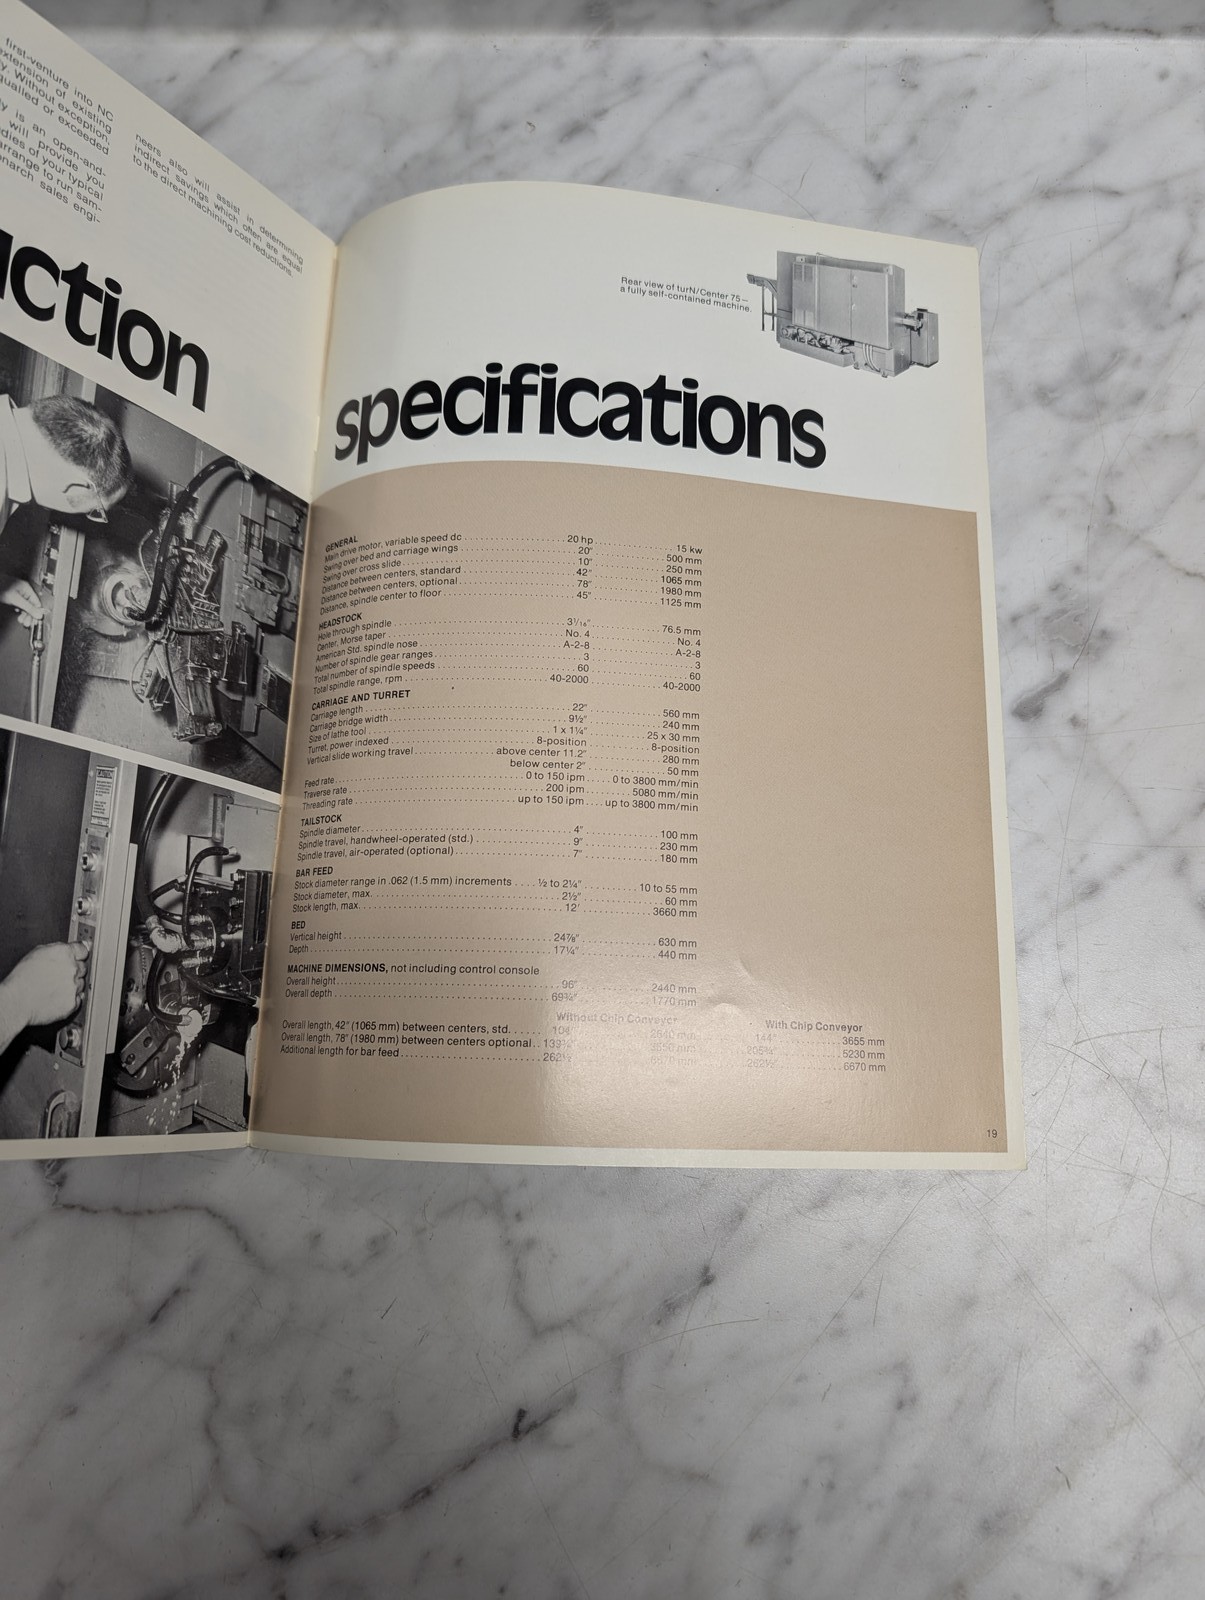 first-venture into NC
extension of existing
y. Without exception,
qualled or exceeded
ly is an open-and-
will provide you
dies of your typical
arrange to run sam-
narch sales engi-
neers also will assist in determining
indirect savings which often are equal
to the direct machining cost reductions.
uction
Rear view of turN/Center 75—
a fully self-contained machine.
specifications
GENERAL
Main drive motor, variable speed dc 20 hp 15 kw
Swing over bed and carriage wings 20" 500 mm
Swing over cross slide 10" 250 mm
Distance between centers, standard 42" 1065 mm
Distance between centers, optional 78" 1980 mm
Distance, spindle center to floor 45" 1125 mm
HEADSTOCK
Hole through spindle 3 1/16" 76.5 mm
Center, Morse taper No. 4 No. 4
American Std. spindle nose A-2-8 A-2-8
Number of spindle gear ranges 3 3
Total number of spindle speeds 60 60
Total spindle range, rpm 40-2000 40-2000
CARRIAGE AND TURRET
Carriage length 22" 560 mm
Carriage bridge width 9½" 240 mm
Size of lathe tool 1 x 1¼" 25 x 30 mm
Turret, power indexed 8-position 8-position
Vertical slide working travel above center 11.2" 280 mm
below center 2" 50 mm
Feed rate 0 to 150 ipm 0 to 3800 mm/min
Traverse rate 200 ipm 5080 mm/min
Threading rate up to 150 ipm up to 3800 mm/min
TAILSTOCK
Spindle diameter 4" 100 mm
Spindle travel, handwheel-operated (std.) 9" 230 mm
Spindle travel, air-operated (optional) 7" 180 mm
BAR FEED
Stock diameter range in .062 (1.5 mm) increments ½ to 2¼" 10 to 55 mm
Stock diameter, max. 2½" 60 mm
Stock length, max. 12' 3660 mm
BED
Vertical height 24⅞" 630 mm
Depth 17¼" 440 mm
MACHINE DIMENSIONS, not including control console
Overall height 96" 2440 mm
Overall depth 69¾" 1770 mm
Without Chip Conveyor With Chip Conveyor
Overall length, 42" (1065 mm) between centers, std. 2640 mm 144" 3655 mm
Overall length, 78" (1980 mm) between centers optional 3550 mm 205¾" 5230 mm
Additional length for bar feed 262½" 6670 mm 262½" 6670 mm
19